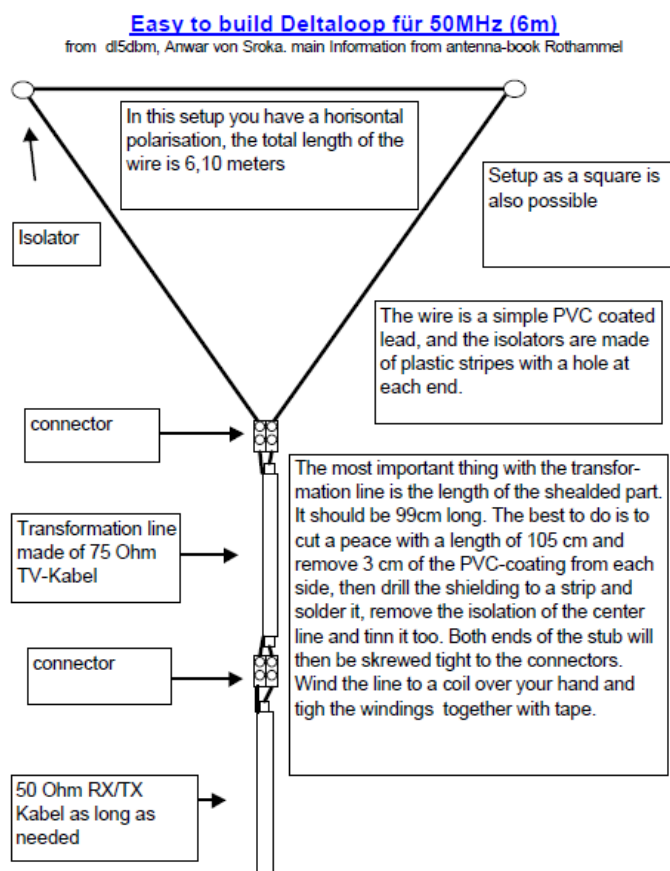 Easy to build Deltaloop für 50MHz (6m)
from dl5dbm, Anwar von Sroka. main Information from antenna-book Rothammel
In this setup you have a horisontal
polarisation, the total length of the
wire is 6,10 meters
Setup as a square is
also possible
Isolator
The wire is a simple PVC coated
lead, and the isolators are made
of plastic stripes with a hole at
each end.
connector
The most important thing with the transfor-
mation line is the length of the shealded part.
It should be 99cm long. The best to do is to
cut a peace with a length of 105 cm and
remove 3 cm of the PVC-coating from each
side, then drill the shielding to a strip and
solder it, remove the isolation of the center
line and tinn it too. Both ends of the stub will
then be skrewed tight to the connectors.
Wind the line to a coil over your hand and
tigh the windings together with tape.
Transformation line
made of 75 Ohm
TV-Kabel
connector
50 Ohm RX/TX
Kabel as long as
needed